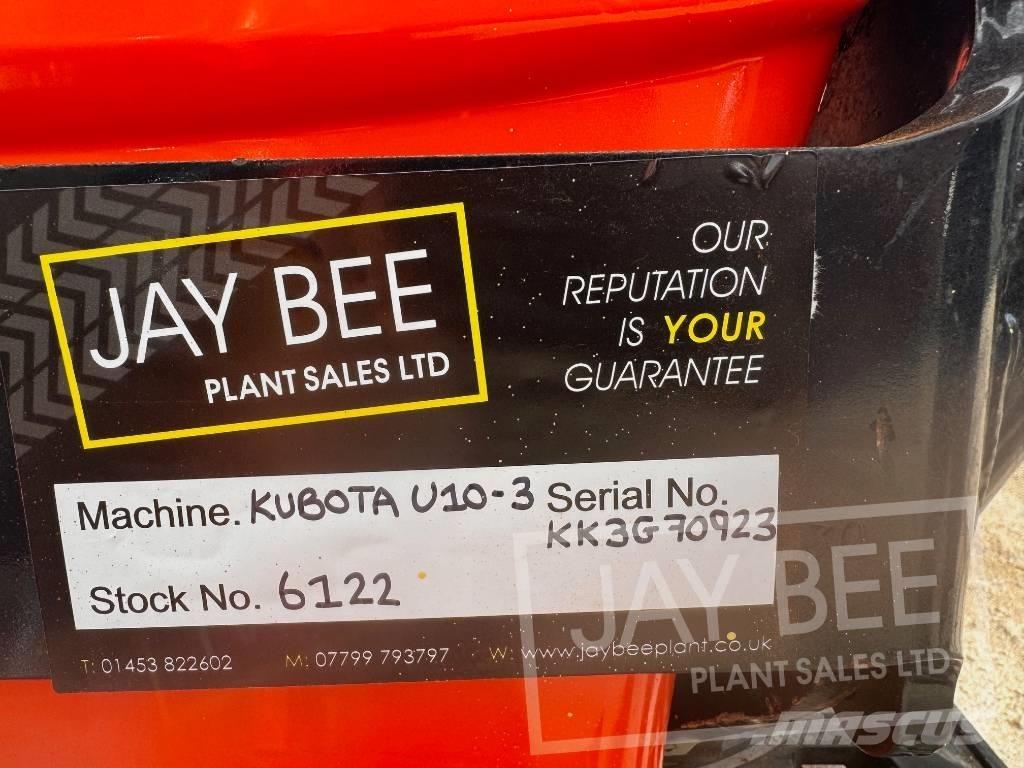 JAY BEE
PLANT SALES LTD
OUR
REPUTATION
IS YOUR
GUARANTEE
Machine. KUBOTA U10-3 Serial No.
KK3G70923
Stock No. 6122
T: 01453 822602 M: 07799 793797 W: www.jaybeeplant.co.uk
JAY BEE
PLANT SALES LTD
MASCUS